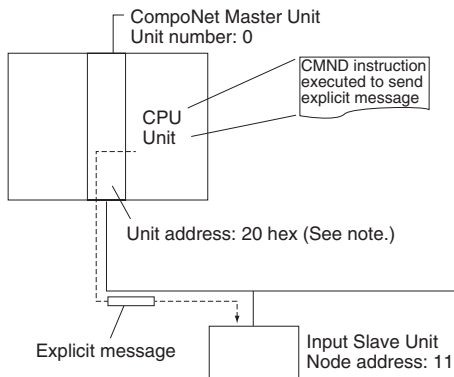 CompoNet Master Unit
Unit number: 0
CMND instruction
executed to send
explicit message
CPU
Unit
Unit address: 20 hex (See note.)
Explicit message
Input Slave Unit
Node address: 11